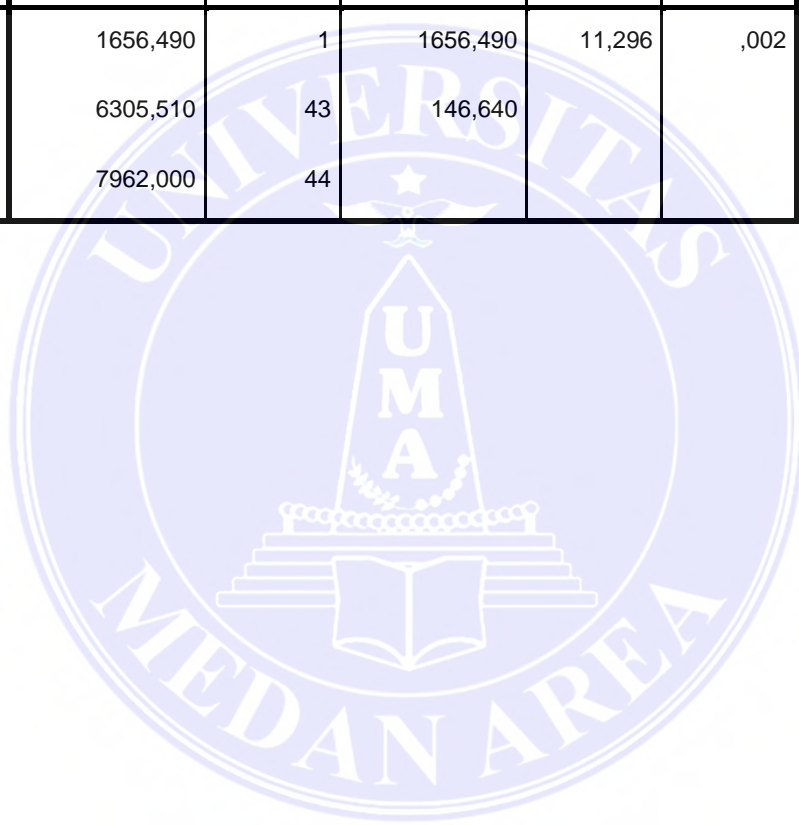 1656,490 1 1656,490 11,296 ,002
6305,510 43 146,640
7962,000 44
UNIVERSITAS
U
M
A
MEDAN AREA